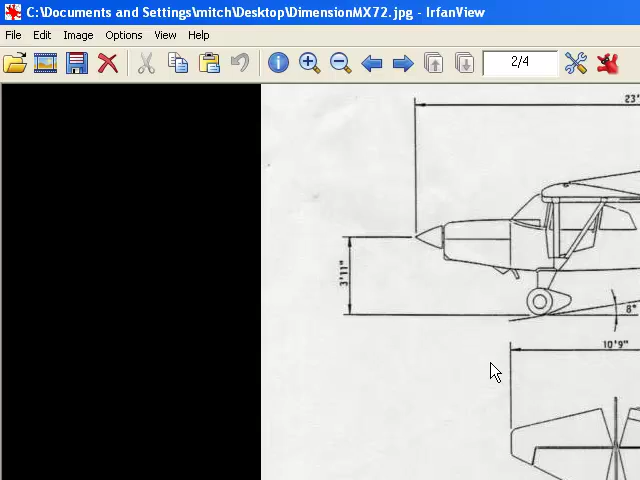 C:\Documents and Settings\mitch\Desktop\DimensionMX72.jpg - IrfanView
File Edit Image Options View Help
2/4
23'
3'11"
8°
10'9"